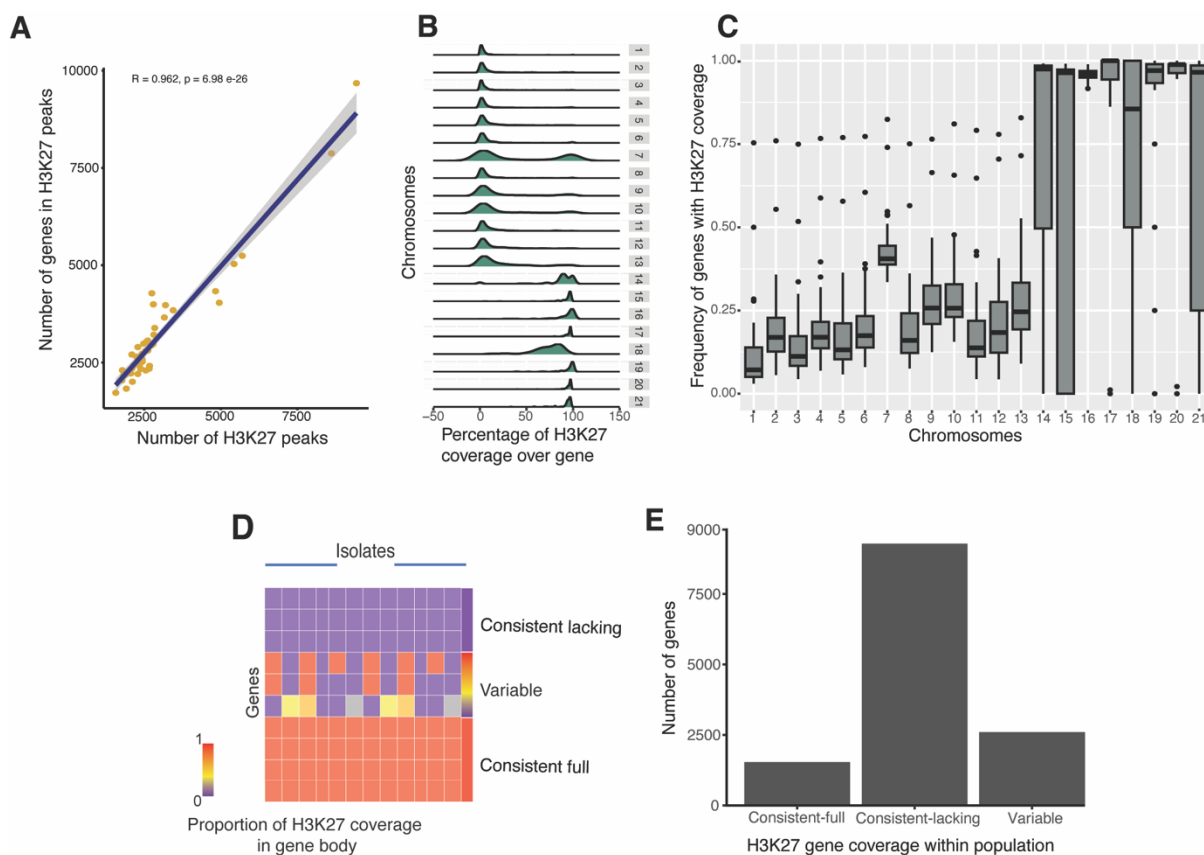 A
R = 0.962, p = 6.98 e-26
Number of genes in H3K27 peaks
10000
7500
5000
2500
2500
5000
7500
Number of H3K27 peaks
B
Chromosomes
1
2
3
4
5
6
7
8
9
10
11
12
13
14
15
16
17
18
19
20
21
−50
0
50
100
150
Percentage of H3K27
coverage over gene
C
Frequency of genes with H3K27 coverage
1.00
0.75
0.50
0.25
0.00
1
2
3
4
5
6
7
8
9
10
11
12
13
14
15
16
17
18
19
20
21
Chromosomes
D
Isolates
Genes
Consistent lacking
Variable
Consistent full
1
0
Proportion of H3K27 coverage
in gene body
E
Number of genes
9000
7500
5000
2500
0
Consistent-full
Consistent-lacking
Variable
H3K27 gene coverage within population